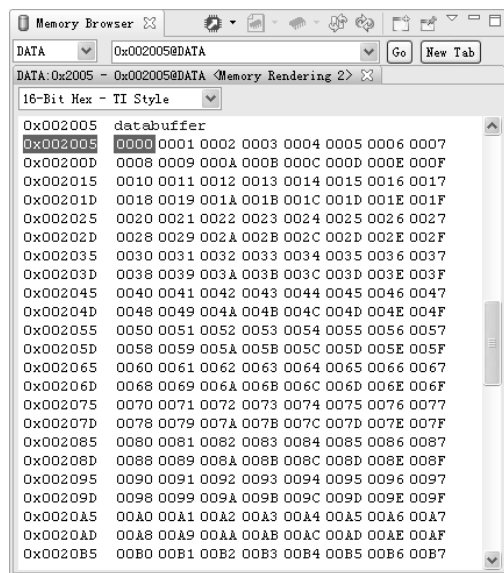 Memory Browser
DATA 0x002005@DATA Go New Tab
DATA:0x2005 - 0x002005@DATA <Memory Rendering 2>
16-Bit Hex - TI Style
0x002005 databuffer
0x002005 0000 0001 0002 0003 0004 0005 0006 0007
0x00200D 0008 0009 000A 000B 000C 000D 000E 000F
0x002015 0010 0011 0012 0013 0014 0015 0016 0017
0x00201D 0018 0019 001A 001B 001C 001D 001E 001F
0x002025 0020 0021 0022 0023 0024 0025 0026 0027
0x00202D 0028 0029 002A 002B 002C 002D 002E 002F
0x002035 0030 0031 0032 0033 0034 0035 0036 0037
0x00203D 0038 0039 003A 003B 003C 003D 003E 003F
0x002045 0040 0041 0042 0043 0044 0045 0046 0047
0x00204D 0048 0049 004A 004B 004C 004D 004E 004F
0x002055 0050 0051 0052 0053 0054 0055 0056 0057
0x00205D 0058 0059 005A 005B 005C 005D 005E 005F
0x002065 0060 0061 0062 0063 0064 0065 0066 0067
0x00206D 0068 0069 006A 006B 006C 006D 006E 006F
0x002075 0070 0071 0072 0073 0074 0075 0076 0077
0x00207D 0078 0079 007A 007B 007C 007D 007E 007F
0x002085 0080 0081 0082 0083 0084 0085 0086 0087
0x00208D 0088 0089 008A 008B 008C 008D 008E 008F
0x002095 0090 0091 0092 0093 0094 0095 0096 0097
0x00209D 0098 0099 009A 009B 009C 009D 009E 009F
0x0020A5 00A0 00A1 00A2 00A3 00A4 00A5 00A6 00A7
0x0020AD 00A8 00A9 00AA 00AB 00AC 00AD 00AE 00AF
0x0020B5 00B0 00B1 00B2 00B3 00B4 00B5 00B6 00B7